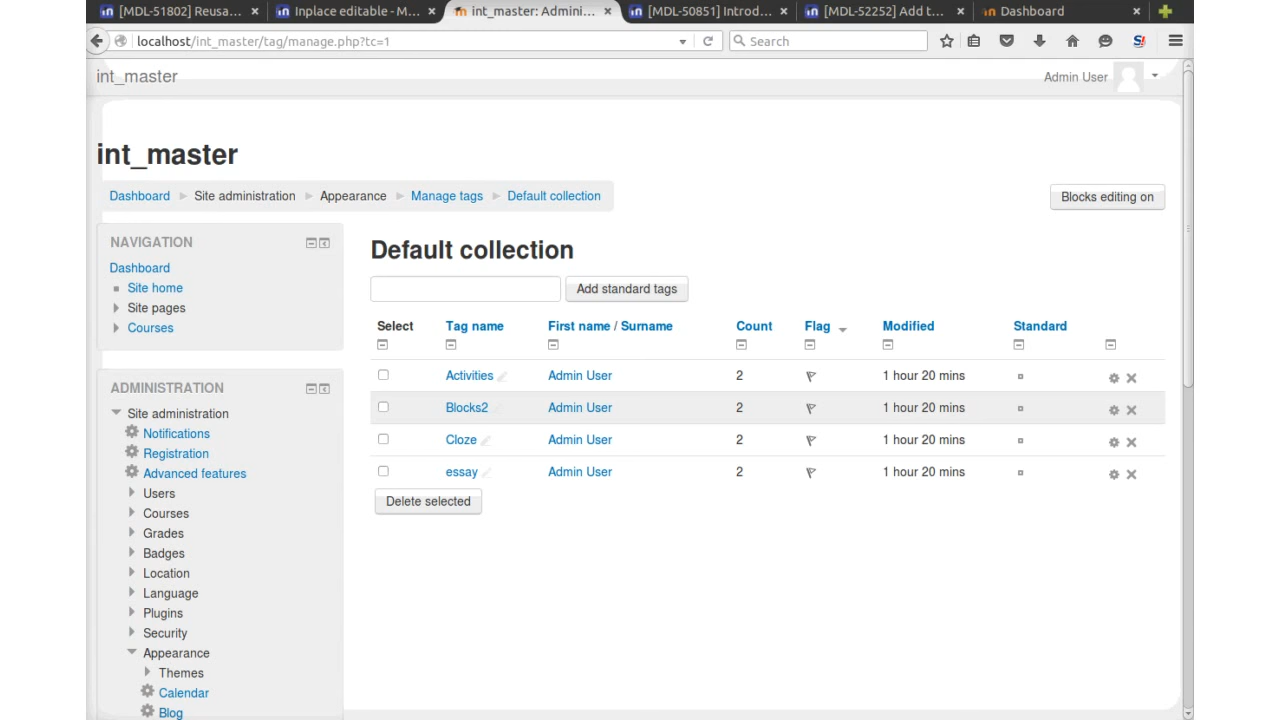 [MDL-51802] Reusa...
Inplace editable - M...
int_master: Admini...
[MDL-50851] Introd...
[MDL-52252] Add t...
Dashboard
localhost/int_master/tag/manage.php?tc=1
Search
int_master
Admin User
int_master
Dashboard Site administration Appearance Manage tags Default collection
Blocks editing on
NAVIGATION
Dashboard
Site home
Site pages
Courses
ADMINISTRATION
Site administration
Notifications
Registration
Advanced features
Users
Courses
Grades
Badges
Location
Language
Plugins
Security
Appearance
Themes
Calendar
Blog
Default collection
Add standard tags
Select Tag name First name / Surname Count Flag Modified Standard
Activities Admin User 2 1 hour 20 mins
Blocks2 Admin User 2 1 hour 20 mins
Cloze Admin User 2 1 hour 20 mins
essay Admin User 2 1 hour 20 mins
Delete selected